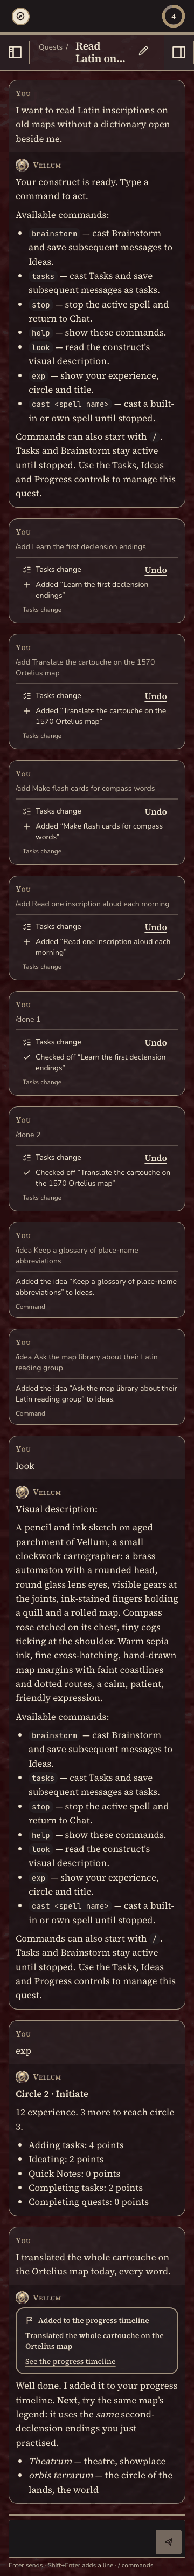 4
Quests /
Read
Latin on…
You
I want to read Latin inscriptions on
old maps without a dictionary open
beside me.
Vellum
Your construct is ready. Type a
command to act.
Available commands:
• brainstorm — cast Brainstorm
and save subsequent messages to
Ideas.
• tasks — cast Tasks and save
subsequent messages as tasks.
• stop — stop the active spell and
return to Chat.
• help — show these commands.
• look — read the construct's
visual description.
• exp — show your experience,
circle and title.
• cast <spell name> — cast a built-
in or own spell until stopped.
Commands can also start with / .
Tasks and Brainstorm stay active
until stopped. Use the Tasks, Ideas
and Progress controls to manage this
quest.
You
/add Learn the first declension endings
Tasks change Undo
Added “Learn the first declension
endings”
Tasks change
You
/add Translate the cartouche on the 1570
Ortelius map
Tasks change Undo
Added “Translate the cartouche on the
1570 Ortelius map”
Tasks change
You
/add Make flash cards for compass words
Tasks change Undo
Added “Make flash cards for compass
words”
Tasks change
You
/add Read one inscription aloud each morning
Tasks change Undo
Added “Read one inscription aloud each
morning”
Tasks change
You
/done 1
Tasks change Undo
Checked off “Learn the first declension
endings”
Tasks change
You
/done 2
Tasks change Undo
Checked off “Translate the cartouche on
the 1570 Ortelius map”
Tasks change
You
/idea Keep a glossary of place-name
abbreviations
Added the idea “Keep a glossary of place-name
abbreviations” to Ideas.
Command
You
/idea Ask the map library about their Latin
reading group
Added the idea “Ask the map library about their
Latin reading group” to Ideas.
Command
You
look
Vellum
Visual description:
A pencil and ink sketch on aged
parchment of Vellum, a small
clockwork cartographer: a brass
automaton with a rounded head,
round glass lens eyes, visible gears at
the joints, ink-stained fingers holding
a quill and a rolled map. Compass
rose etched on its chest, tiny cogs
ticking at the shoulder. Warm sepia
ink, fine cross-hatching, hand-drawn
map margins with faint coastlines
and dotted routes, a calm, patient,
friendly expression.
Available commands:
• brainstorm — cast Brainstorm
and save subsequent messages to
Ideas.
• tasks — cast Tasks and save
subsequent messages as tasks.
• stop — stop the active spell and
return to Chat.
• help — show these commands.
• look — read the construct's
visual description.
• exp — show your experience,
circle and title.
• cast <spell name> — cast a built-
in or own spell until stopped.
Commands can also start with / .
Tasks and Brainstorm stay active
until stopped. Use the Tasks, Ideas
and Progress controls to manage this
quest.
You
exp
Vellum
Circle 2 · Initiate
12 experience. 3 more to reach circle
3.
• Adding tasks: 4 points
• Ideating: 2 points
• Quick Notes: 0 points
• Completing tasks: 2 points
• Completing quests: 0 points
You
I translated the whole cartouche on
the Ortelius map today, every word.
Vellum
Added to the progress timeline
Translated the whole cartouche on the
Ortelius map
See the progress timeline
Well done. I added it to your progress
timeline. Next, try the same map's
legend: it uses the same second-
declension endings you just
practised.
• Theatrum — theatre, showplace
• orbis terrarum — the circle of the
lands, the world
Enter sends · Shift+Enter adds a line · / commands